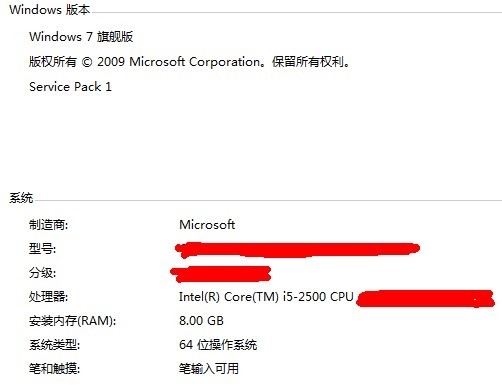 Windows 版本
Windows 7 旗舰版
版权所有 © 2009 Microsoft Corporation。保留所有权利。
Service Pack 1
系统
制造商: Microsoft
型号:
分级:
处理器: Intel(R) Core(TM) i5-2500 CPU
安装内存(RAM): 8.00 GB
系统类型: 64 位操作系统
笔和触摸: 笔输入可用